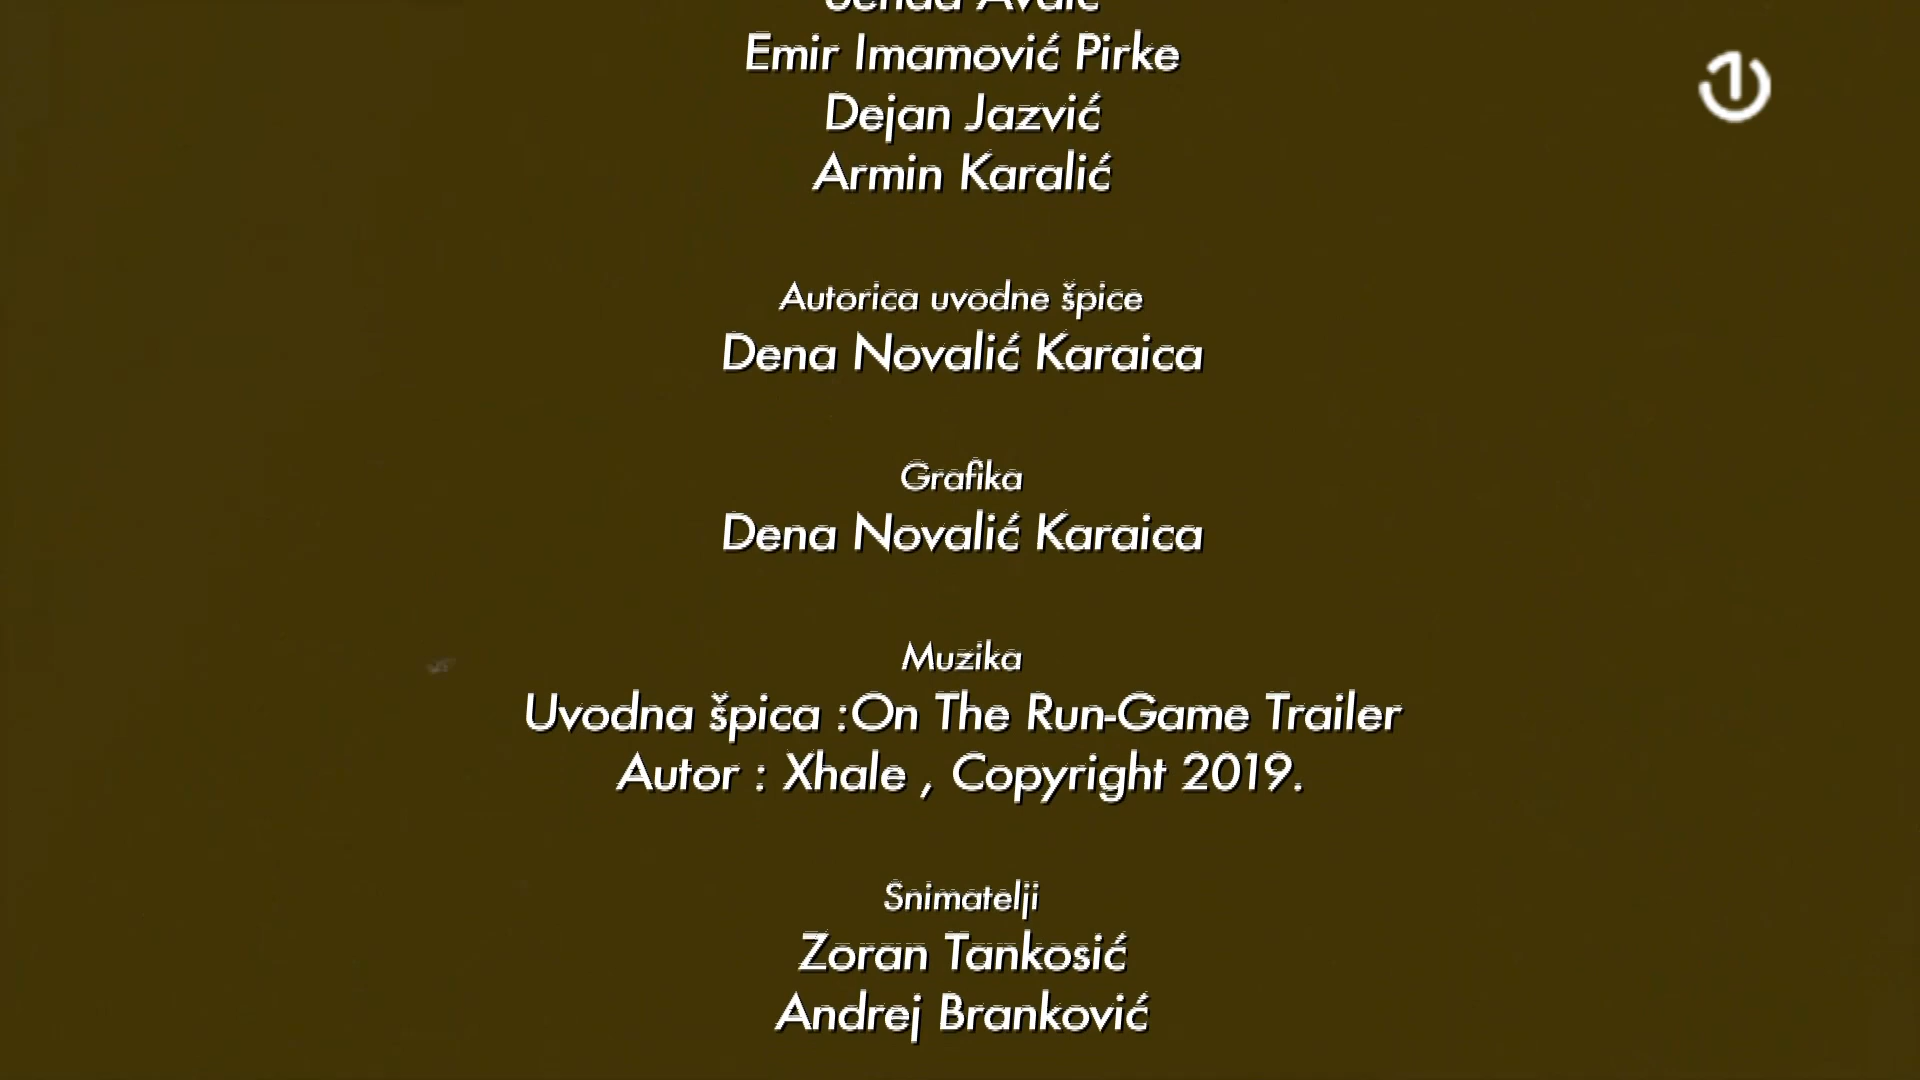 Emir Imamović Pirke
Dejan Jazvić
Armin Karalić
Autorica uvodne špice
Dena Novalić Karaica
Grafika
Dena Novalić Karaica
Muzika
Uvodna špica :On The Run-Game Trailer
Autor : Xhale , Copyright 2019.
Snimatelji
Zoran Tankosić
Andrej Branković
1